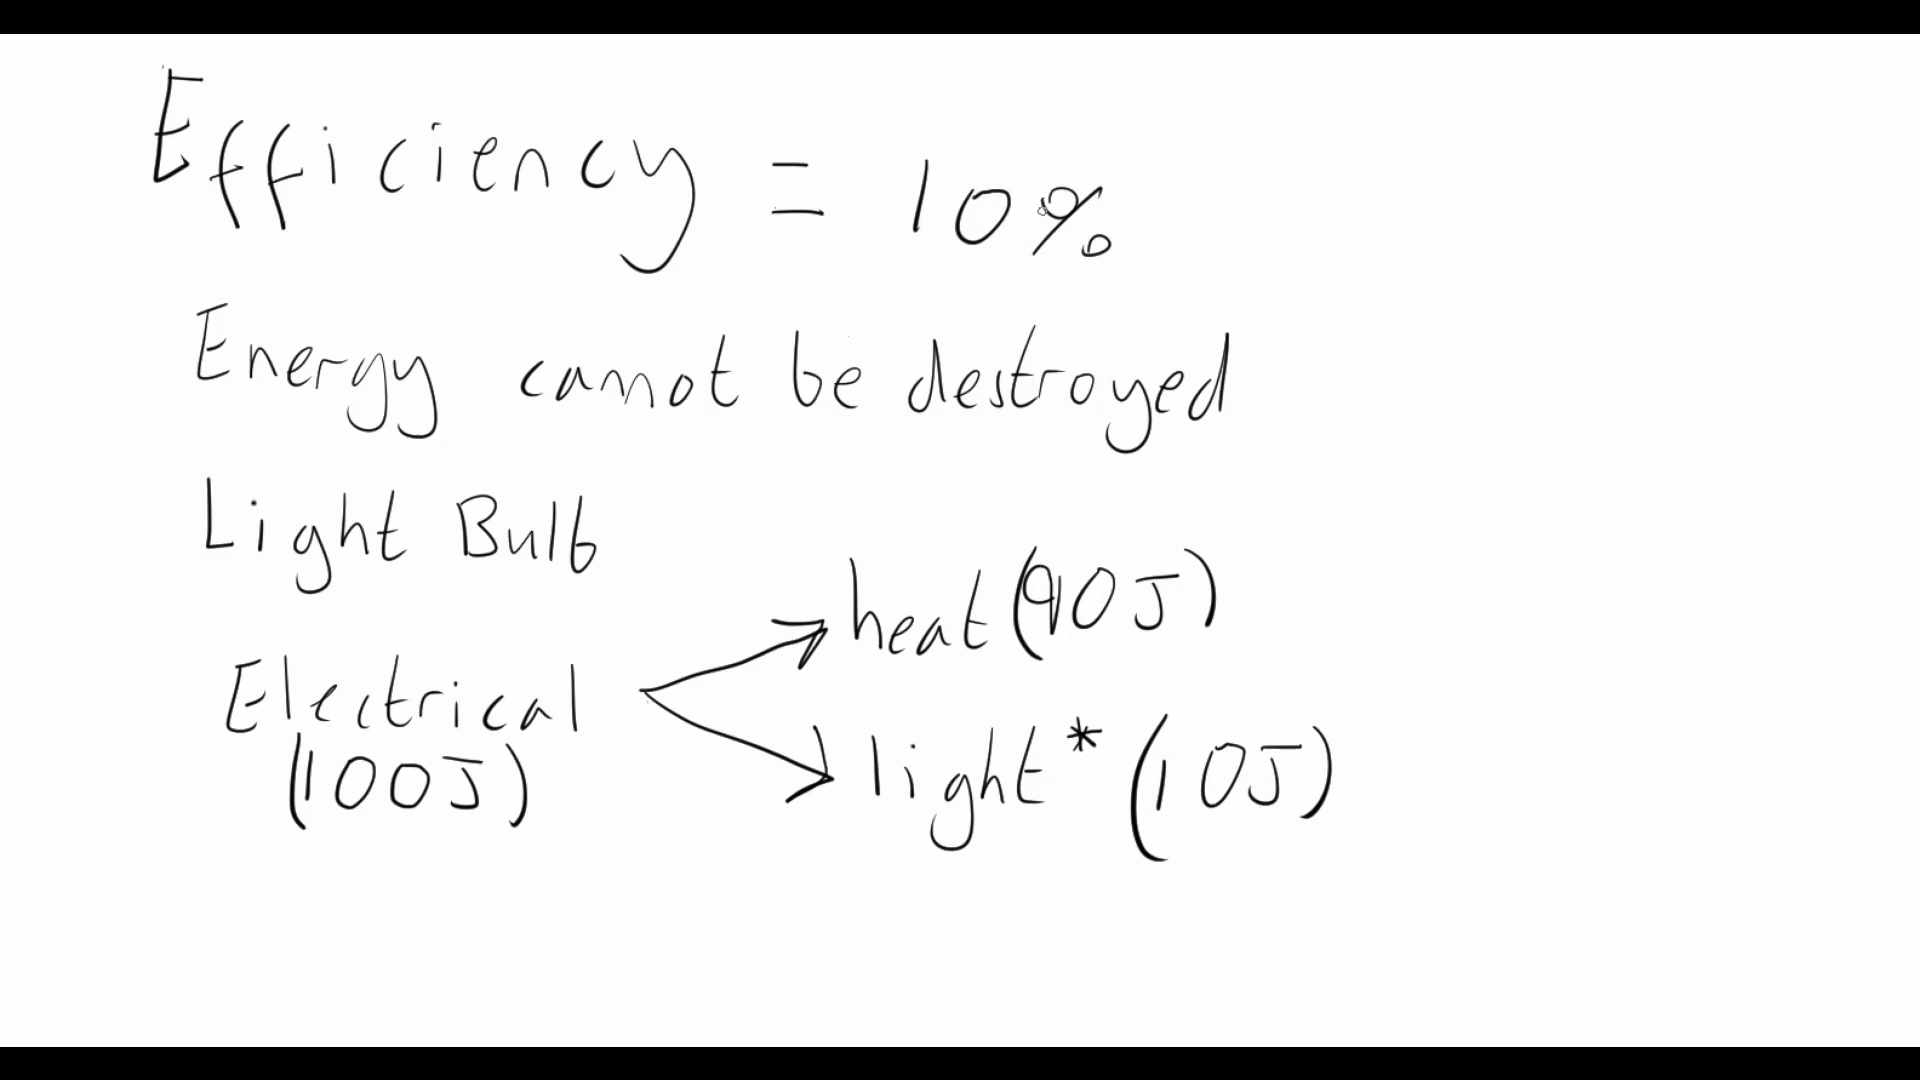 Efficiency = 10%
Energy cannot be destroyed
Light Bulb
heat (90J)
Electrical
light* (10J)
(100J)